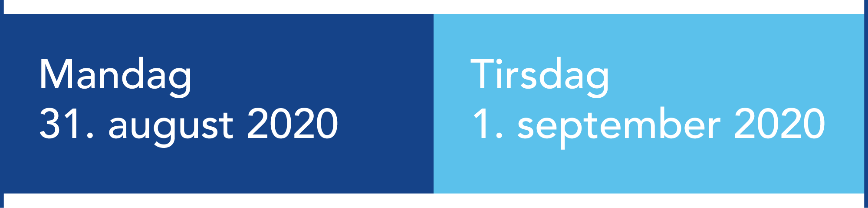 Mandag
31. august 2020
Tirsdag
1. september 2020